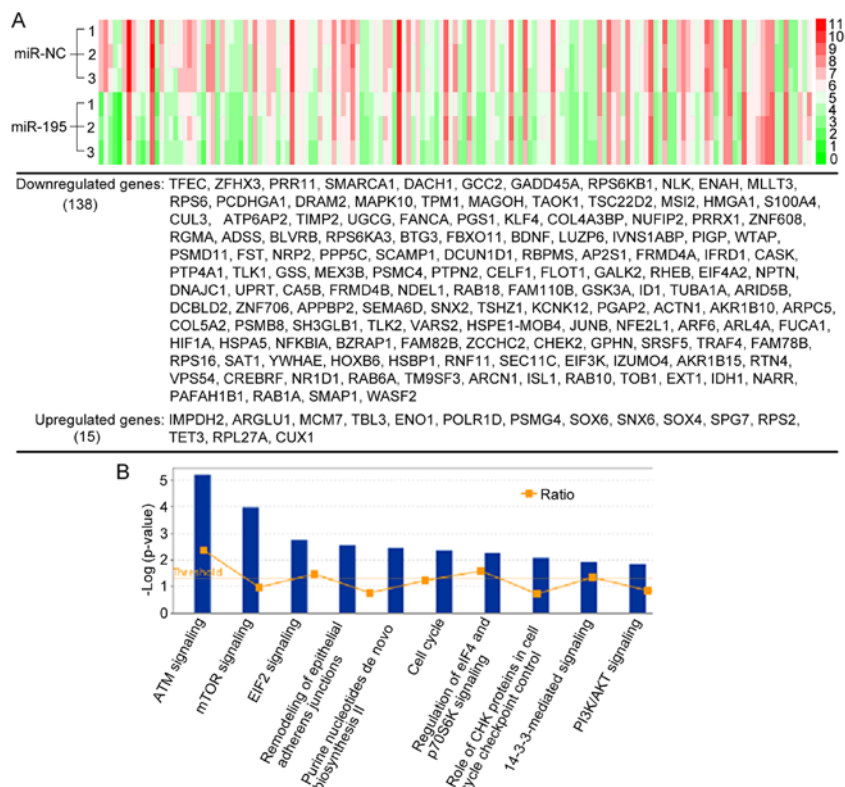 A
miR-NC
1
2
3
miR-195
1
2
3
11
10
9
8
7
6
5
4
3
2
1
0
Downregulated genes: TFEC, ZFHX3, PRR11, SMARCA1, DACH1, GCC2, GADD45A, RPS6KB1, NLK, ENAH, MLLT3,
(138) RPS6, PCDHGA1, DRAM2, MAPK10, TPM1, MAGOH, TAOK1, TSC22D2, MSI2, HMGA1, S100A4,
CUL3, ATP6AP2, TIMP2, UGCG, FANCA, PGS1, KLF4, COL4A3BP, NUFIP2, PRRX1, ZNF608,
RGMA, ADSS, BLVRB, RPS6KA3, BTG3, FBXO11, BDNF, LUZP6, IVNS1ABP, PIGP, WTAP,
PSMD11, FST, NRP2, PPP5C, SCAMP1, DCUN1D1, RBPMS, AP2S1, FRMD4A, IFRD1, CASK,
PTP4A1, TLK1, GSS, MEX3B, PSMC4, PTPN2, CELF1, FLOT1, GALK2, RHEB, EIF4A2, NPTN,
DNAJC1, UPRT, CA5B, FRMD4B, NDEL1, RAB18, FAM110B, GSK3A, ID1, TUBA1A, ARID5B,
DCBLD2, ZNF706, APPBP2, SEMA6D, SNX2, TSHZ1, KCNK12, PGAP2, ACTN1, AKR1B10, ARPC5,
COL5A2, PSMB8, SH3GLB1, TLK2, VARS2, HSPE1-MOB4, JUNB, NFE2L1, ARF6, ARL4A, FUCA1,
HIF1A, HSPA5, NFKBIA, BZRAP1, FAM82B, ZCCHC2, CHEK2, GPHN, SRSF5, TRAF4, FAM78B,
RPS16, SAT1, YWHAE, HOXB6, HSBP1, RNF11, SEC11C, EIF3K, IZUMO4, AKR1B15, RTN4,
VPS54, CREBRF, NR1D1, RAB6A, TM9SF3, ARCN1, ISL1, RAB10, TOB1, EXT1, IDH1, NARR,
PAFAH1B1, RAB1A, SMAP1, WASF2
Upregulated genes: IMPDH2, ARGLU1, MCM7, TBL3, ENO1, POLR1D, PSMG4, SOX6, SNX6, SOX4, SPG7, RPS2,
(15) TET3, RPL27A, CUX1
B
-Log (p-value)
5
4
3
2
1
0
Threshold
Ratio
ATM signaling
mTOR signaling
EIF2 signaling
Remodeling of epithelial
adherens junctions
Purine nucleotides de novo
biosynthesis II
Cell cycle
Regulation of eIF4 and
p70S6K signaling
Role of CHK proteins in cell
cycle checkpoint control
14-3-3-mediated signaling
PI3K/AKT signaling